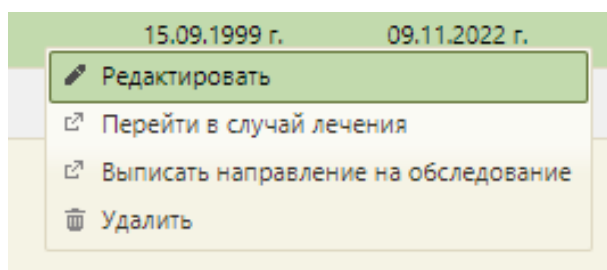 15.09.1999 г. 09.11.2022 г.
Редактировать
Перейти в случай лечения
Выписать направление на обследование
Удалить